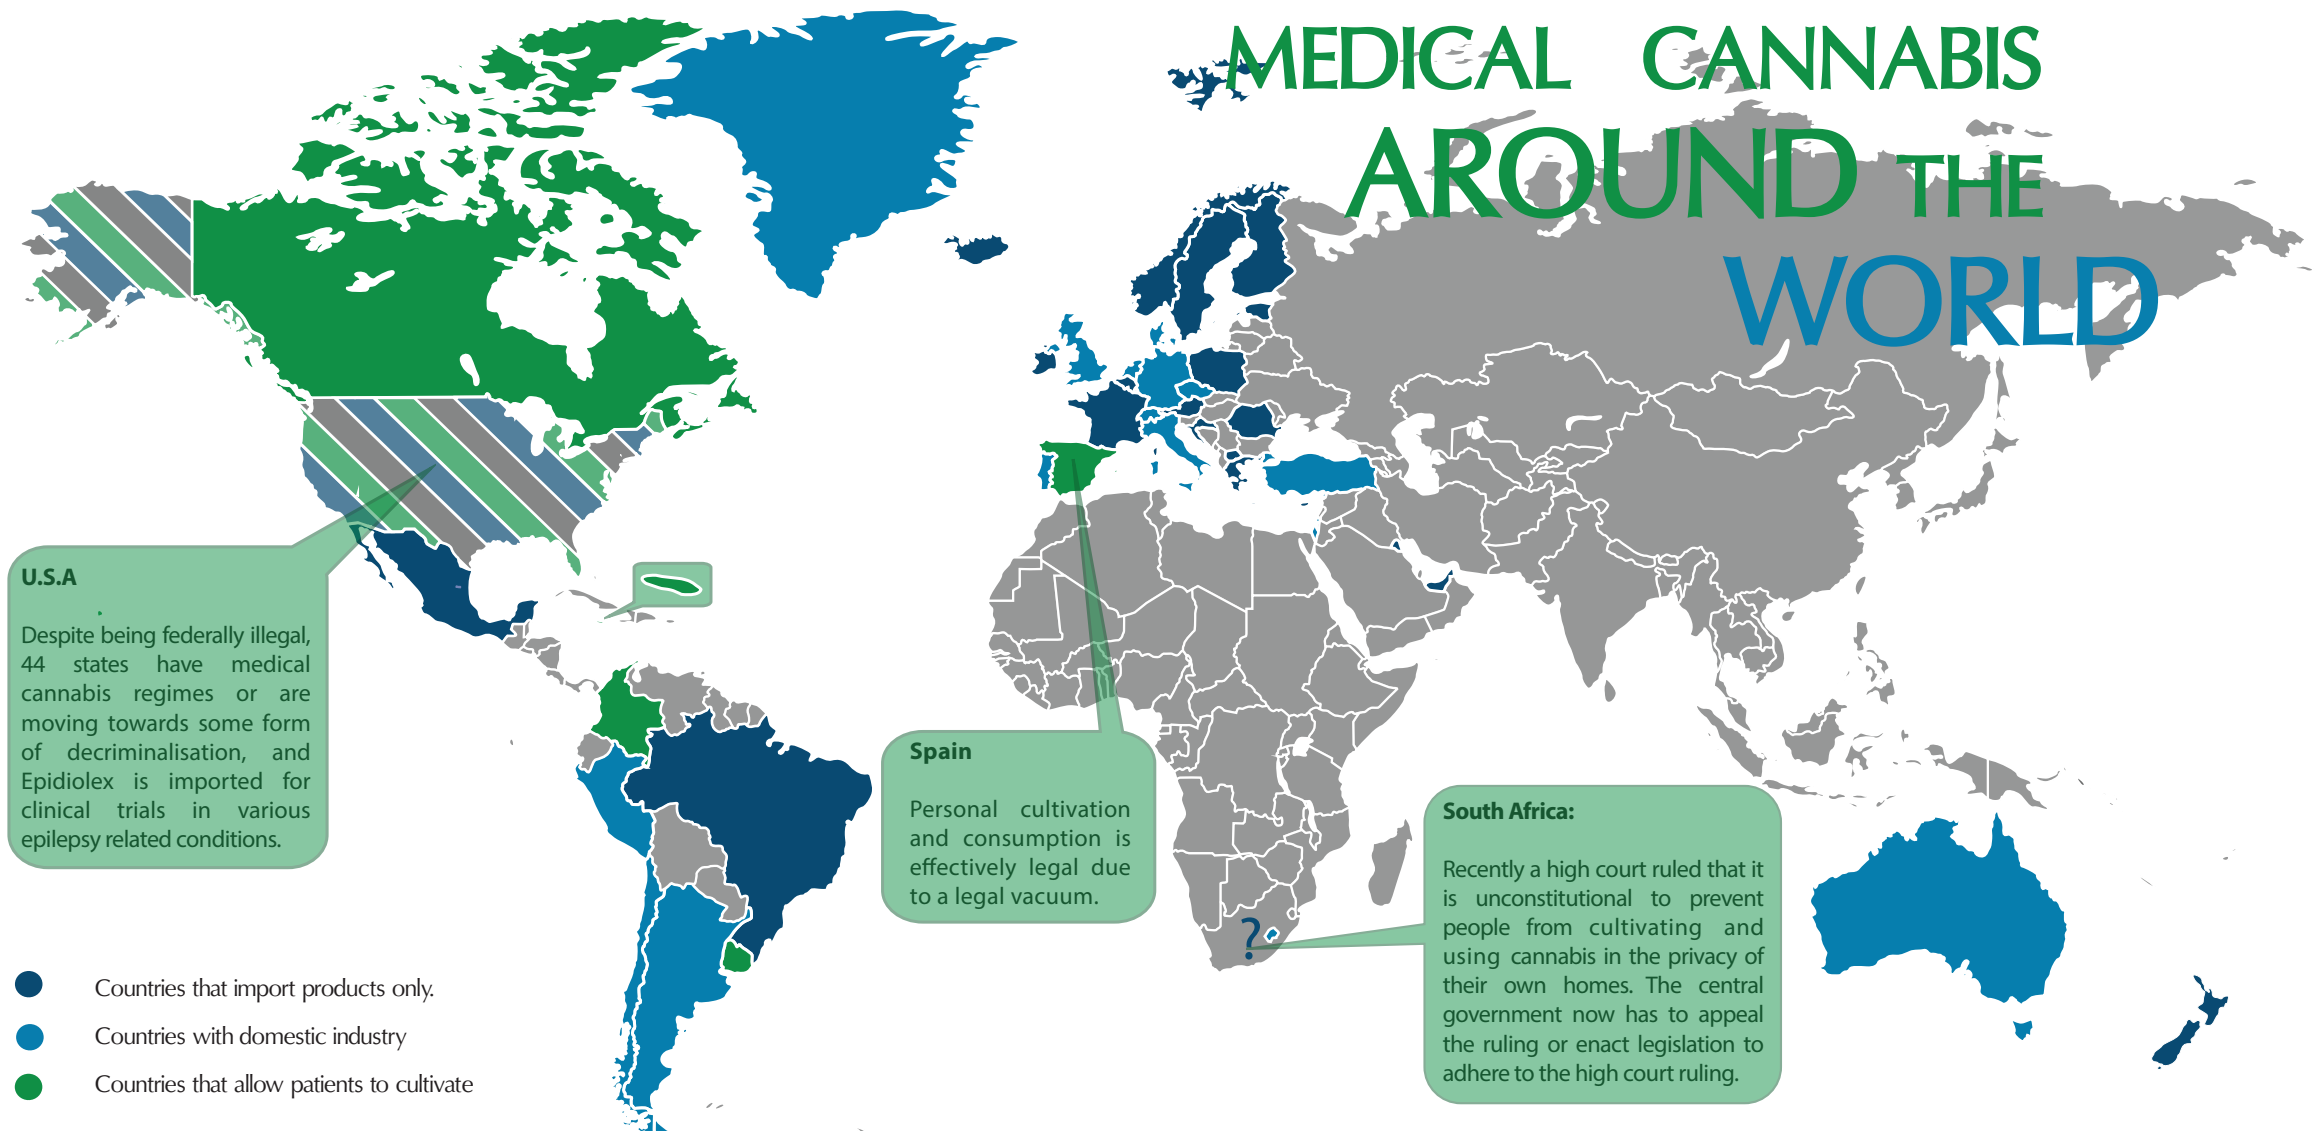 MEDICAL CANNABIS
AROUND THE
WORLD
U.S.A
Despite being federally illegal,
44 states have medical
cannabis regimes or are
moving towards some form
of decriminalisation, and
Epidiolex is imported for
clinical trials in various
epilepsy related conditions.
Spain
Personal cultivation
and consumption is
effectively legal due
to a legal vacuum.
?
South Africa:
Recently a high court ruled that it
is unconstitutional to prevent
people from cultivating and
using cannabis in the privacy of
their own homes. The central
government now has to appeal
the ruling or enact legislation to
adhere to the high court ruling.
Countries that import products only.
Countries with domestic industry
Countries that allow patients to cultivate